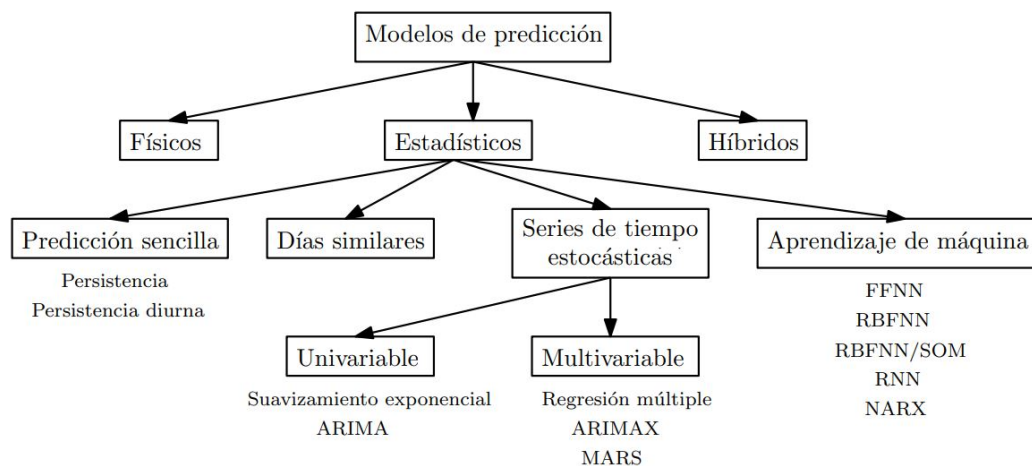 Modelos de predicción
Físicos
Estadísticos
Híbridos
Predicción sencilla
Persistencia
Persistencia diurna
Días similares
Series de tiempo
estocásticas
Aprendizaje de máquina
FFNN
RBFNN
RBFNN/SOM
RNN
NARX
Univariable
Suavizamiento exponencial
ARIMA
Multivariable
Regresión múltiple
ARIMAX
MARS